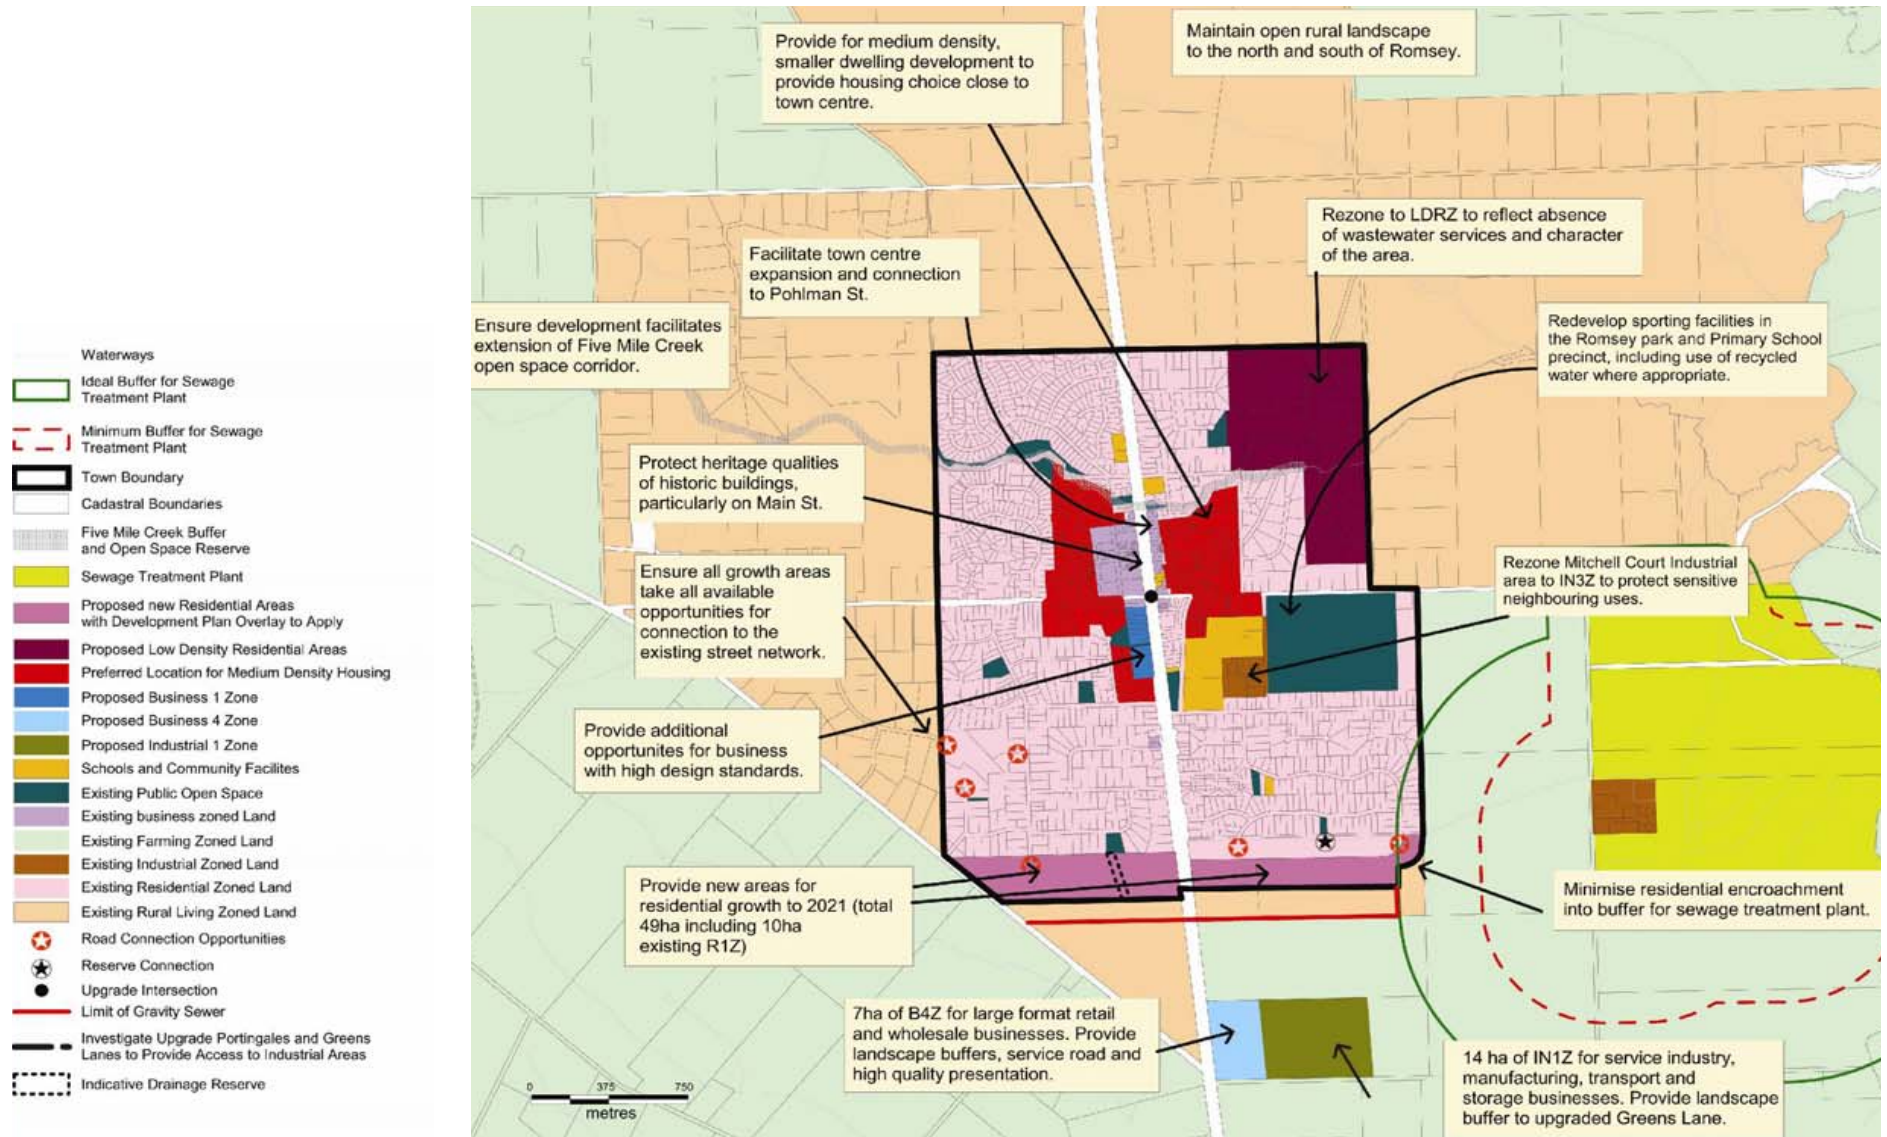 Waterways
Ideal Buffer for Sewage
Treatment Plant
Minimum Buffer for Sewage
Treatment Plant
Town Boundary
Cadastral Boundaries
Five Mile Creek Buffer
and Open Space Reserve
Sewage Treatment Plant
Proposed new Residential Areas
with Development Plan Overlay to Apply
Proposed Low Density Residential Areas
Preferred Location for Medium Density Housing
Proposed Business 1 Zone
Proposed Business 4 Zone
Proposed Industrial 1 Zone
Schools and Community Facilites
Existing Public Open Space
Existing business zoned Land
Existing Farming Zoned Land
Existing Industrial Zoned Land
Existing Residential Zoned Land
Existing Rural Living Zoned Land
Road Connection Opportunities
Reserve Connection
Upgrade Intersection
Limit of Gravity Sewer
Investigate Upgrade Portingales and Greens
Lanes to Provide Access to Industrial Areas
Indicative Drainage Reserve
Provide for medium density,
smaller dwelling development to
provide housing choice close to
town centre.
Maintain open rural landscape
to the north and south of Romsey.
Rezone to LDRZ to reflect absence
of wastewater services and character
of the area.
Facilitate town centre
expansion and connection
to Pohlman St.
Ensure development facilitates
extension of Five Mile Creek
open space corridor.
Redevelop sporting facilities in
the Romsey park and Primary School
precinct, including use of recycled
water where appropriate.
Protect heritage qualities
of historic buildings,
particularly on Main St.
Ensure all growth areas
take all available
opportunities for
connection to the
existing street network.
Rezone Mitchell Court Industrial
area to IN3Z to protect sensitive
neighbouring uses.
Provide additional
opportunites for business
with high design standards.
Provide new areas for
residential growth to 2021 (total
49ha including 10ha
existing R1Z)
Minimise residential encroachment
into buffer for sewage treatment plant.
7ha of B4Z for large format retail
and wholesale businesses. Provide
landscape buffers, service road and
high quality presentation.
14 ha of IN1Z for service industry,
manufacturing, transport and
storage businesses. Provide landscape
buffer to upgraded Greens Lane.
0 375 750
metres